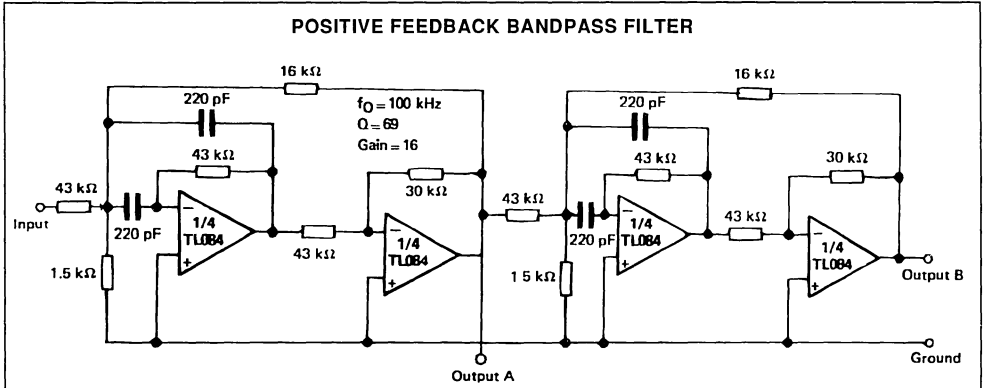 POSITIVE FEEDBACK BANDPASS FILTER
16 kΩ
16 kΩ
220 pF
fO = 100 kHz
Q = 69
Gain = 16
220 pF
43 kΩ
30 kΩ
43 kΩ
30 kΩ
43 kΩ
Input
220 pF
1/4
TL084
43 kΩ
1/4
TL084
43 kΩ
220 pF
1/4
TL084
43 kΩ
1/4
TL084
1.5 kΩ
1 5 kΩ
Output B
Ground
Output A